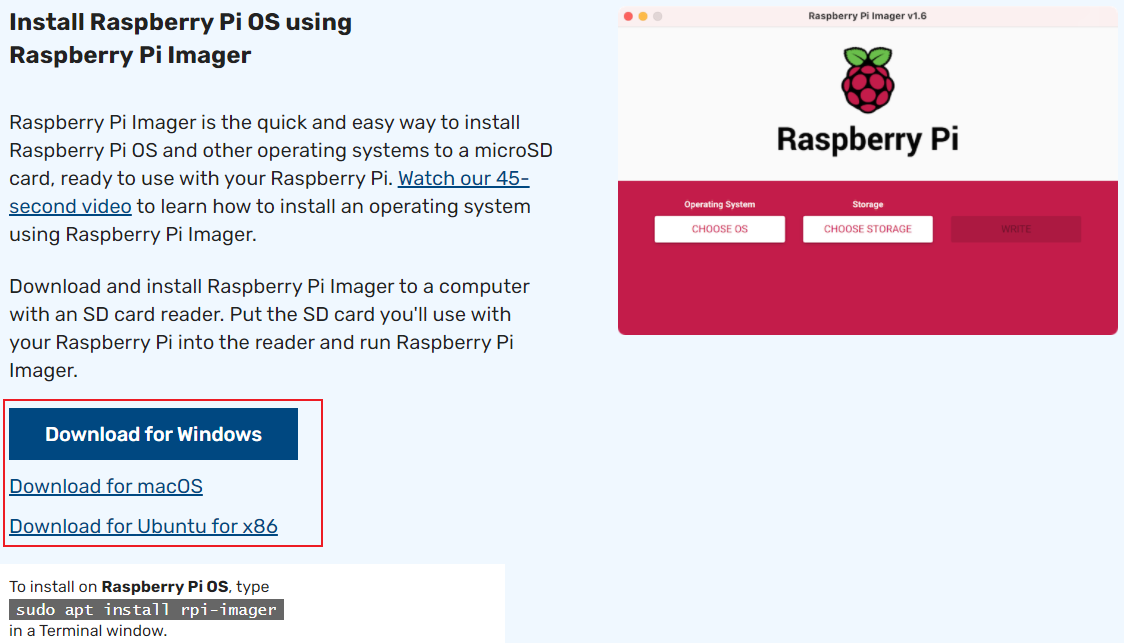 Install Raspberry Pi OS using
Raspberry Pi Imager
Raspberry Pi Imager is the quick and easy way to install
Raspberry Pi OS and other operating systems to a microSD
card, ready to use with your Raspberry Pi. Watch our 45-
second video to learn how to install an operating system
using Raspberry Pi Imager.
Download and install Raspberry Pi Imager to a computer
with an SD card reader. Put the SD card you'll use with
your Raspberry Pi into the reader and run Raspberry Pi
Imager.
Download for Windows
Download for macOS
Download for Ubuntu for x86
To install on Raspberry Pi OS, type
sudo apt install rpi-imager
in a Terminal window.
Raspberry Pi Imager v1.6
Raspberry Pi
Operating System
Storage
CHOOSE OS
CHOOSE STORAGE
WRITE